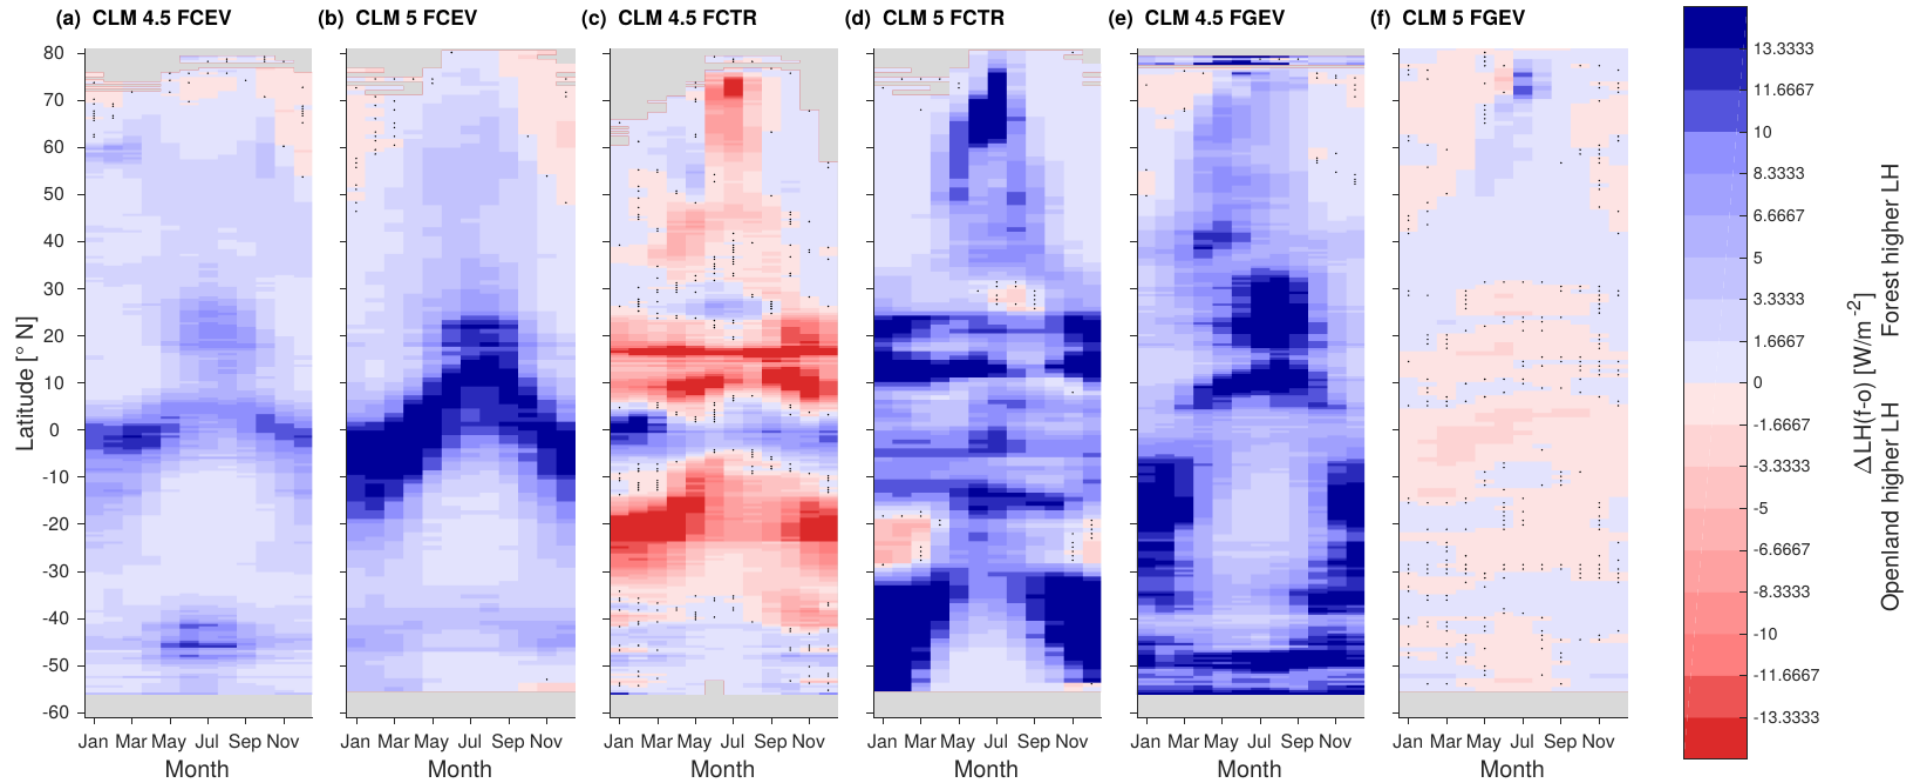 (a) CLM 4.5 FCEV
(b) CLM 5 FCEV
(c) CLM 4.5 FCTR
(d) CLM 5 FCTR
(e) CLM 4.5 FGEV
(f) CLM 5 FGEV
80
70
60
50
40
30
20
10
0
-10
-20
-30
-40
-50
-60
Latitude [° N]
Jan Mar May Jul Sep Nov
Jan Mar May Jul Sep Nov
Jan Mar May Jul Sep Nov
Jan Mar May Jul Sep Nov
Jan Mar May Jul Sep Nov
Jan Mar May Jul Sep Nov
Month
Month
Month
Month
Month
Month
13.3333
11.6667
10
8.3333
6.6667
5
3.3333
1.6667
0
-1.6667
-3.3333
-5
-6.6667
-8.3333
-10
-11.6667
-13.3333
ΔLH(f-o) [W/m⁻²]
Openland higher LH Forest higher LH